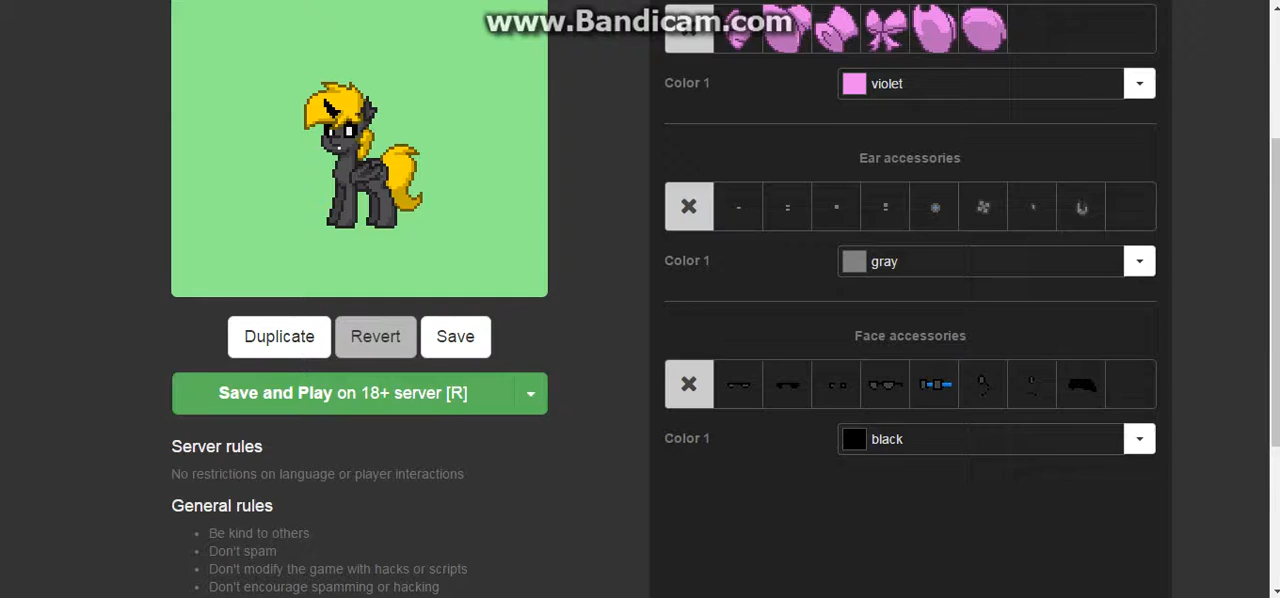 www.Bandicam.com
Color 1
violet
Ear accessories
Color 1
gray
Duplicate
Revert
Save
Face accessories
Save and Play on 18+ server [R]
Color 1
black
Server rules
No restrictions on language or player interactions
General rules
Be kind to others
Don't spam
Don't modify the game with hacks or scripts
Don't encourage spamming or hacking